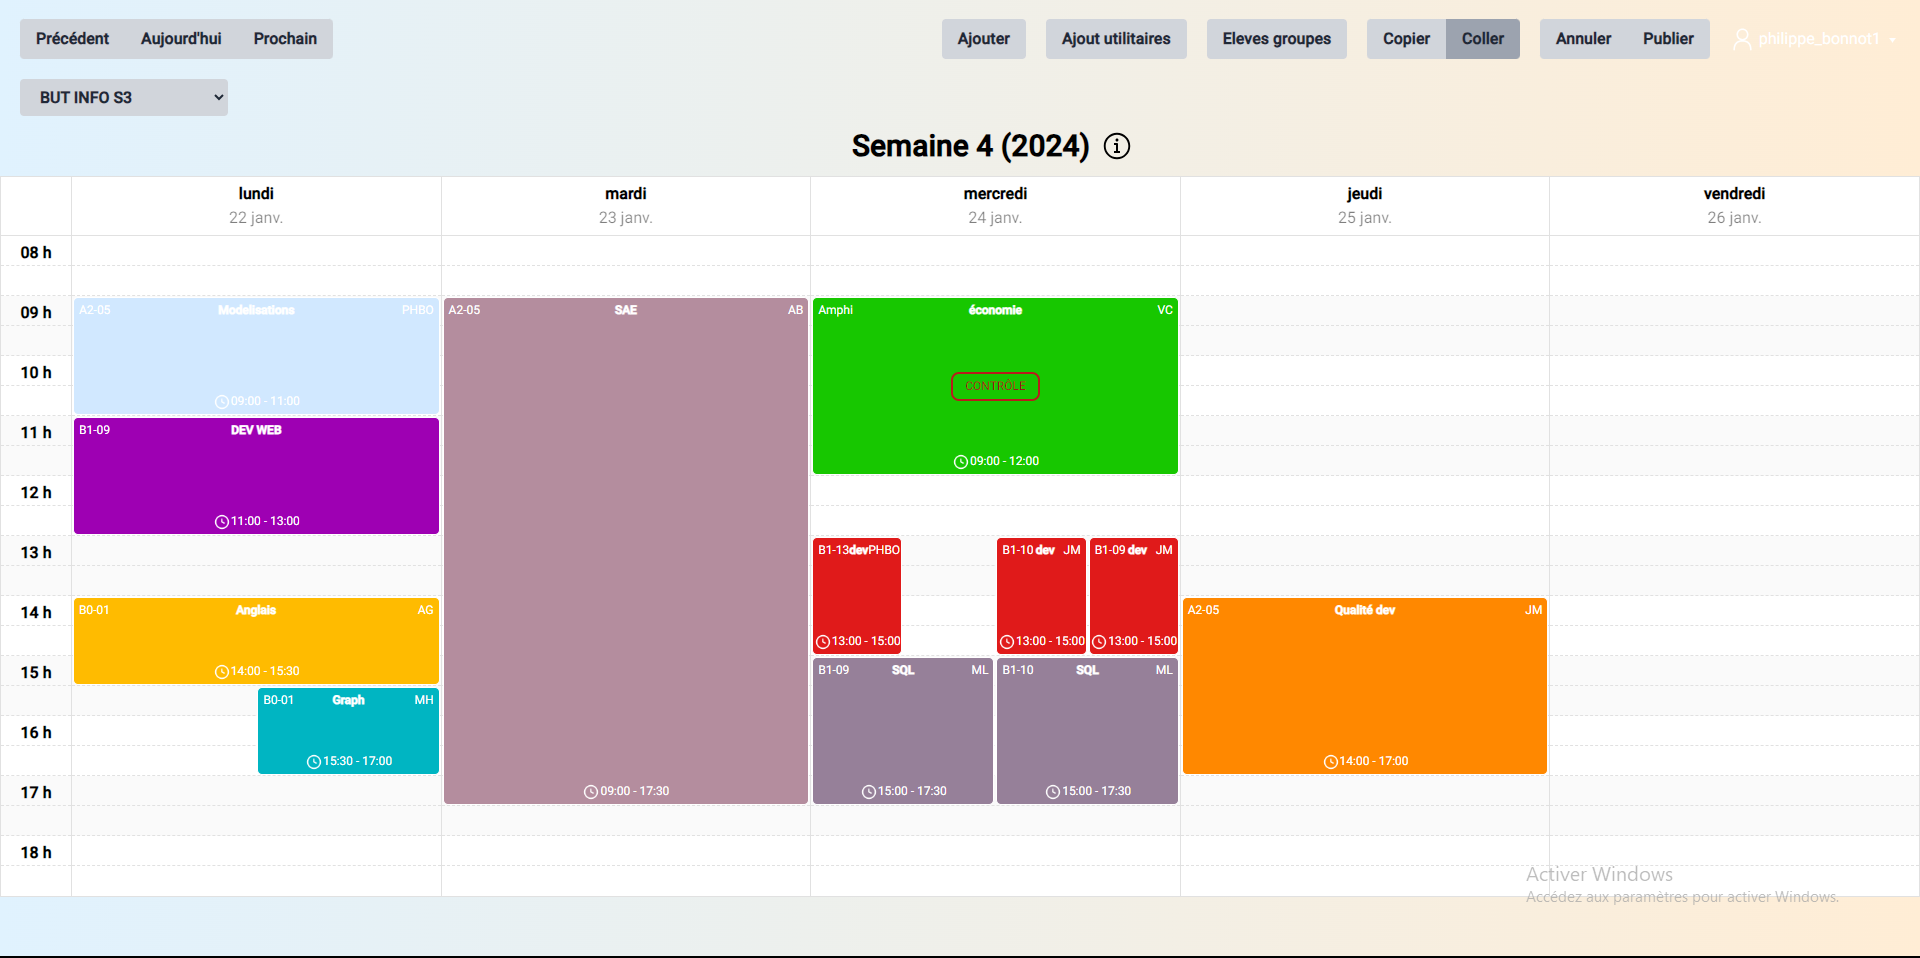 Précédent Aujourd'hui Prochain Ajouter Ajout utilitaires Eleves groupes Copier Coller Annuler Publier philippe_bonnot1
BUT INFO S3
Semaine 4 (2024)
lundi mardi mercredi jeudi vendredi
22 janv. 23 janv. 24 janv. 25 janv. 26 janv.
08 h
09 h
10 h
11 h
12 h
13 h
14 h
15 h
16 h
17 h
18 h
A2-05 Modelisations PHBO
09:00 - 11:00
B1-09 DEV WEB
11:00 - 13:00
B0-01 Anglais AG
14:00 - 15:30
B0-01 Graph MH
15:30 - 17:00
A2-05 SAE AB
09:00 - 17:30
Amphi économie VC
CONTRÔLE
09:00 - 12:00
B1-13 dev PHBO
13:00 - 15:00
B1-10 dev JM
13:00 - 15:00
B1-09 dev JM
13:00 - 15:00
B1-09 SQL ML
15:00 - 17:30
B1-10 SQL ML
15:00 - 17:30
A2-05 Qualité dev JM
14:00 - 17:00
Activer Windows
Accédez aux paramètres pour activer Windows.